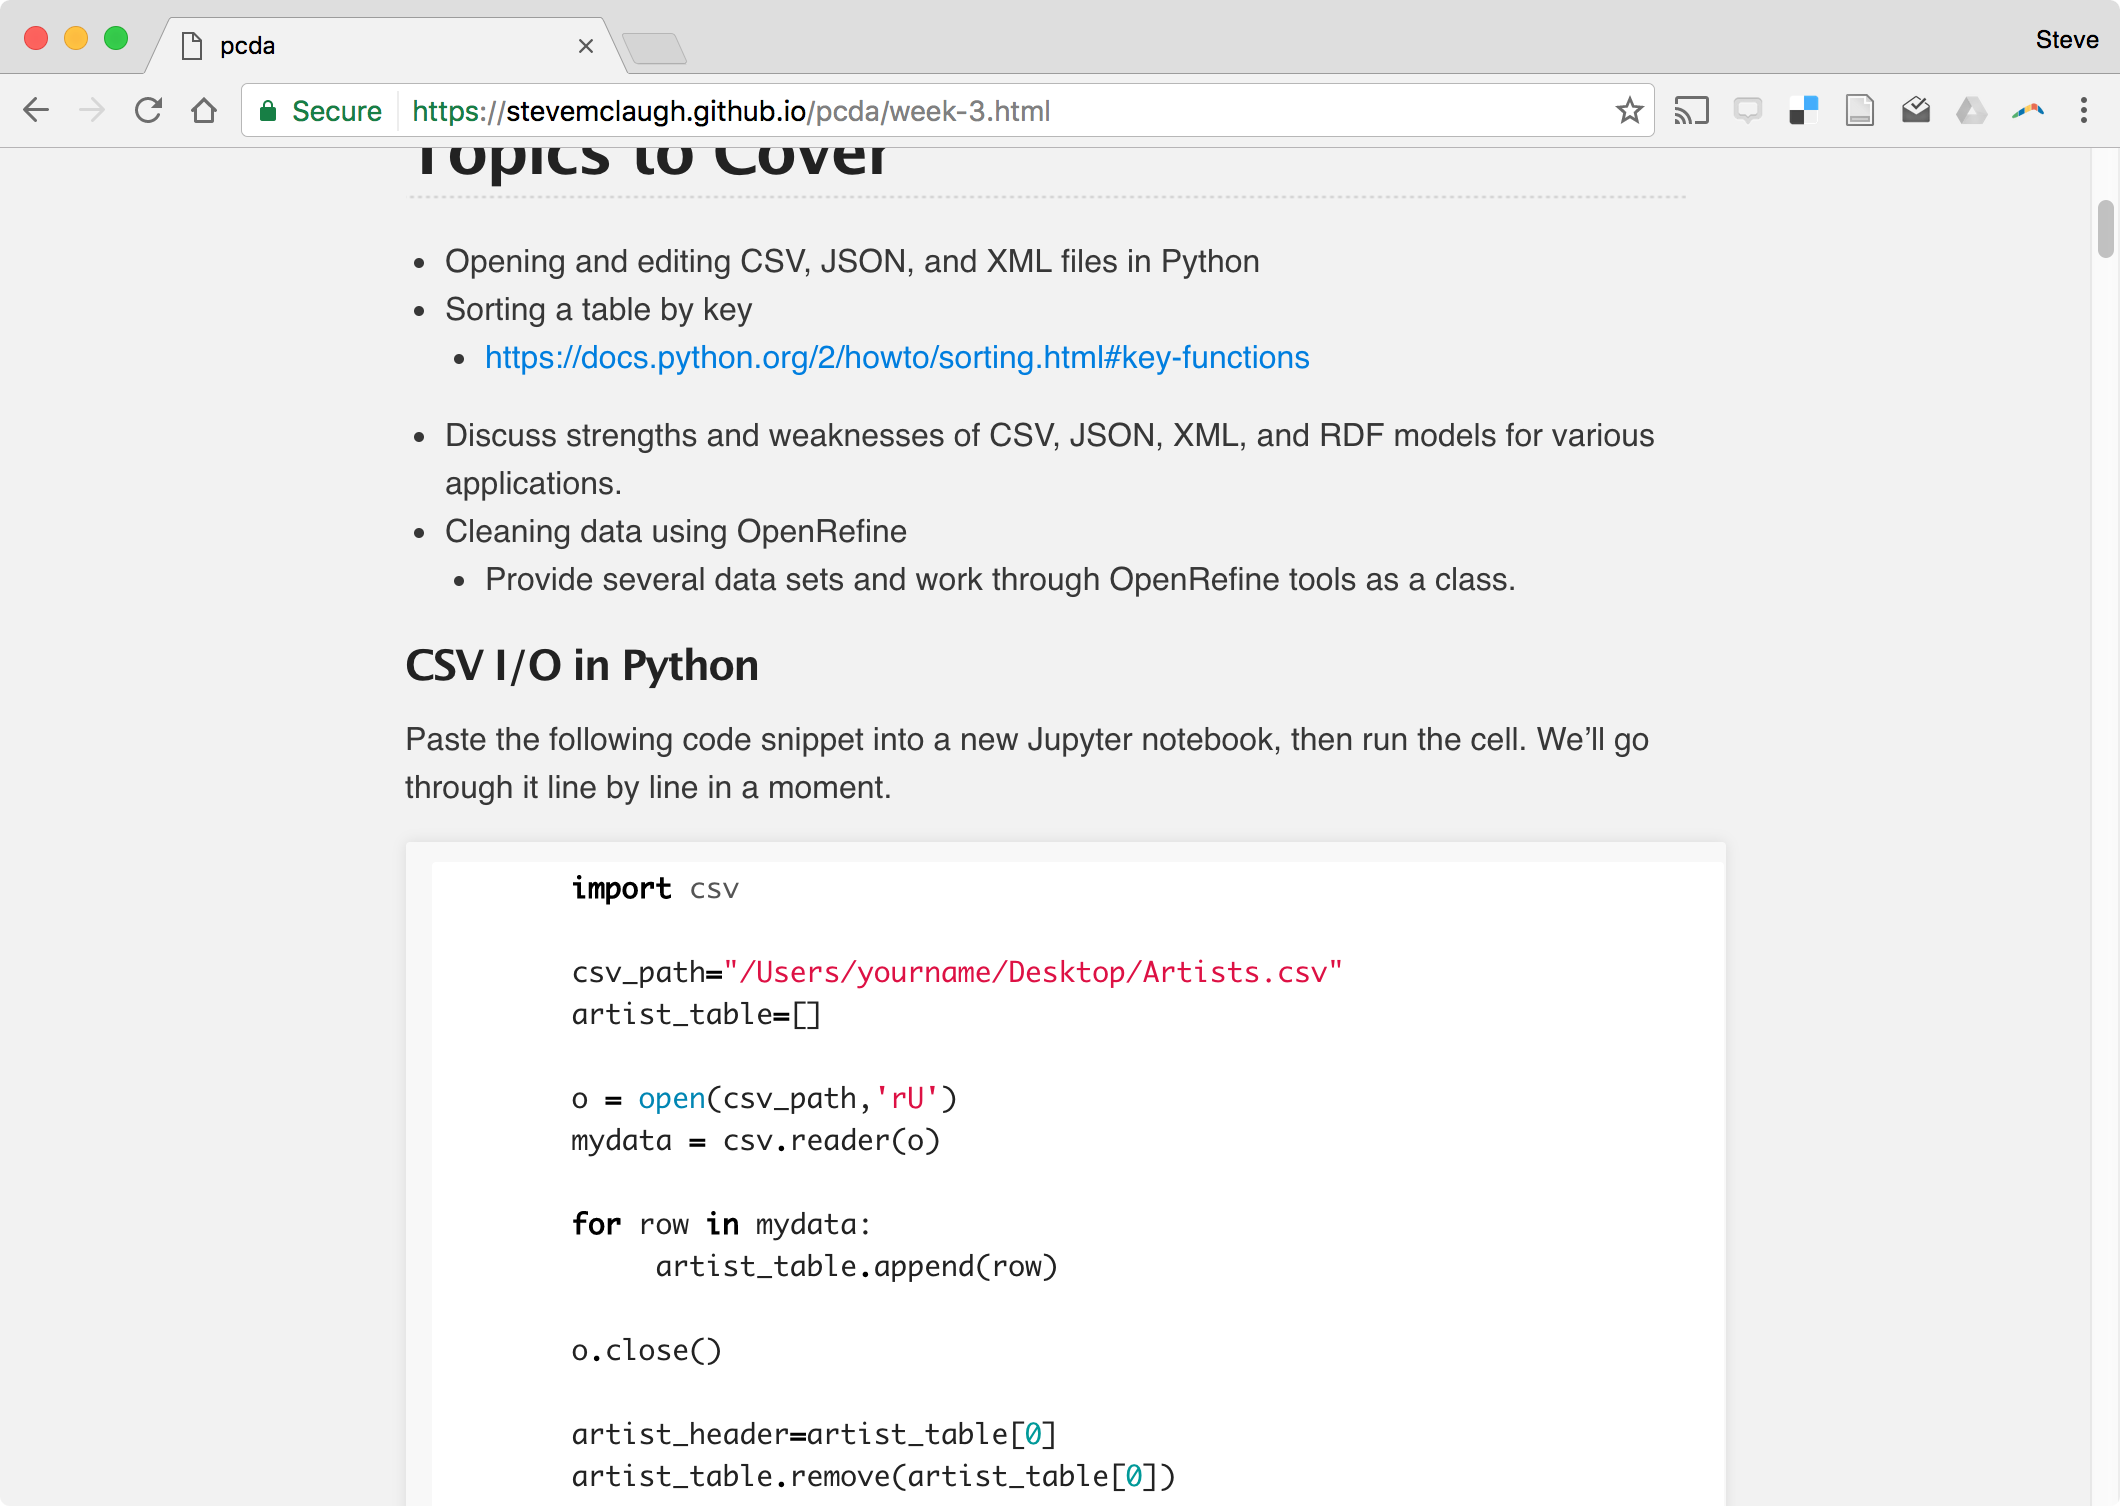 pcda
Steve
Secure https://stevemclaugh.github.io/pcda/week-3.html
Topics to Cover
Opening and editing CSV, JSON, and XML files in Python
Sorting a table by key
https://docs.python.org/2/howto/sorting.html#key-functions
Discuss strengths and weaknesses of CSV, JSON, XML, and RDF models for various
applications.
Cleaning data using OpenRefine
Provide several data sets and work through OpenRefine tools as a class.
CSV I/O in Python
Paste the following code snippet into a new Jupyter notebook, then run the cell. We’ll go
through it line by line in a moment.
import csv
csv_path="/Users/yourname/Desktop/Artists.csv"
artist_table=[]
o = open(csv_path,'rU')
mydata = csv.reader(o)
for row in mydata:
artist_table.append(row)
o.close()
artist_header=artist_table[0]
artist_table.remove(artist_table[0])